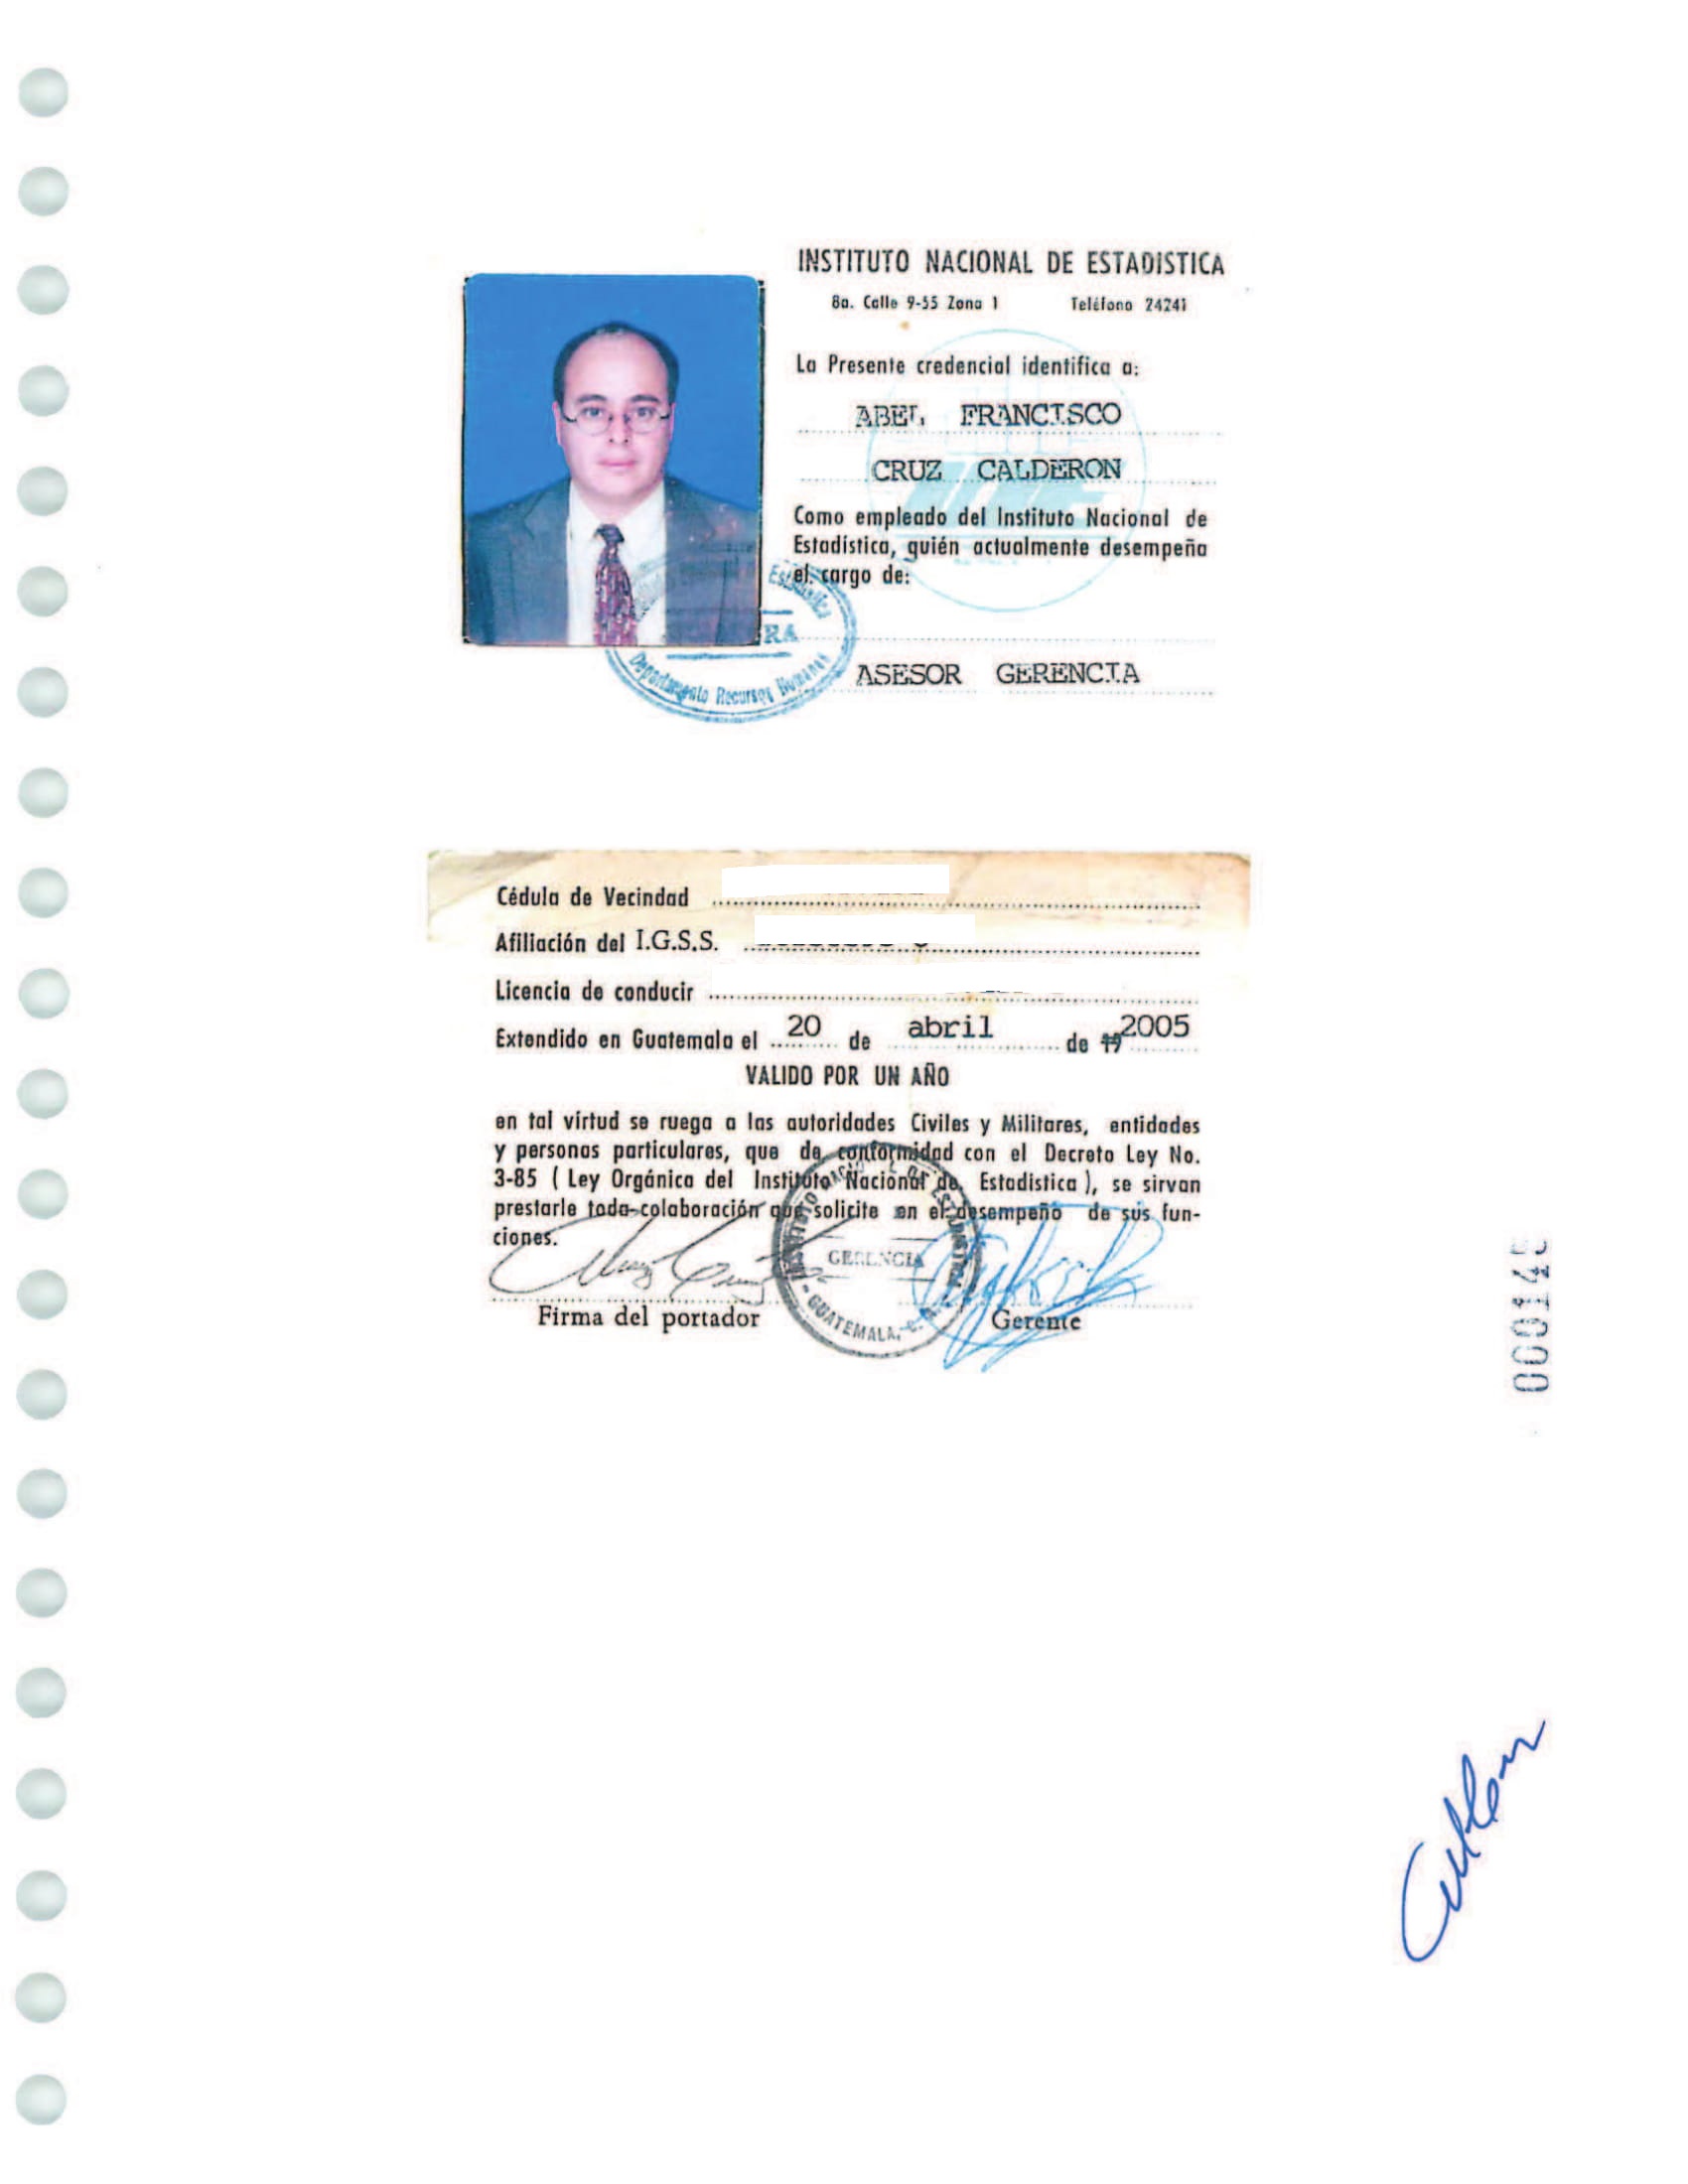 INSTITUTO NACIONAL DE ESTADISTICA
8a. Calle 9-55 Zona 1 Teléfono 24241
La Presente credencial identifica a:
ABEL FRANCISCO
CRUZ CALDERON
Como empleado del Instituto Nacional de
Estadística, quién actualmente desempeña
el cargo de:
Estadística
RA
Departamento Recursos Humanos
ASESOR GERENCIA
Cédula de Vecindad
Afiliación del I.G.S.S.
Licencia de conducir
Extendido en Guatemala el 20 de abril de 19 2005
VALIDO POR UN AÑO
en tal virtud se ruega a las autoridades Civiles y Militares, entidades
y personas particulares, que de conformidad con el Decreto Ley No.
3-85 ( Ley Orgánica del Instituto Nacional de Estadistica ), se sirvan
prestarle toda colaboración que solicite en el desempeño de sus fun-
ciones.
INSTITUTO NACIONAL DE ESTADISTICA
GERENCIA
GUATEMALA, C. A.
Firma del portador Gerente
000145